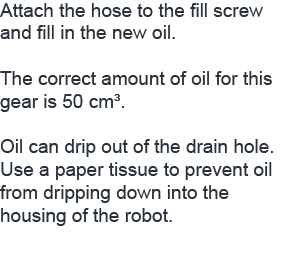 Attach the hose to the fill screw
and fill in the new oil.
The correct amount of oil for this
gear is 50 cm³.
Oil can drip out of the drain hole.
Use a paper tissue to prevent oil
from dripping down into the
housing of the robot.